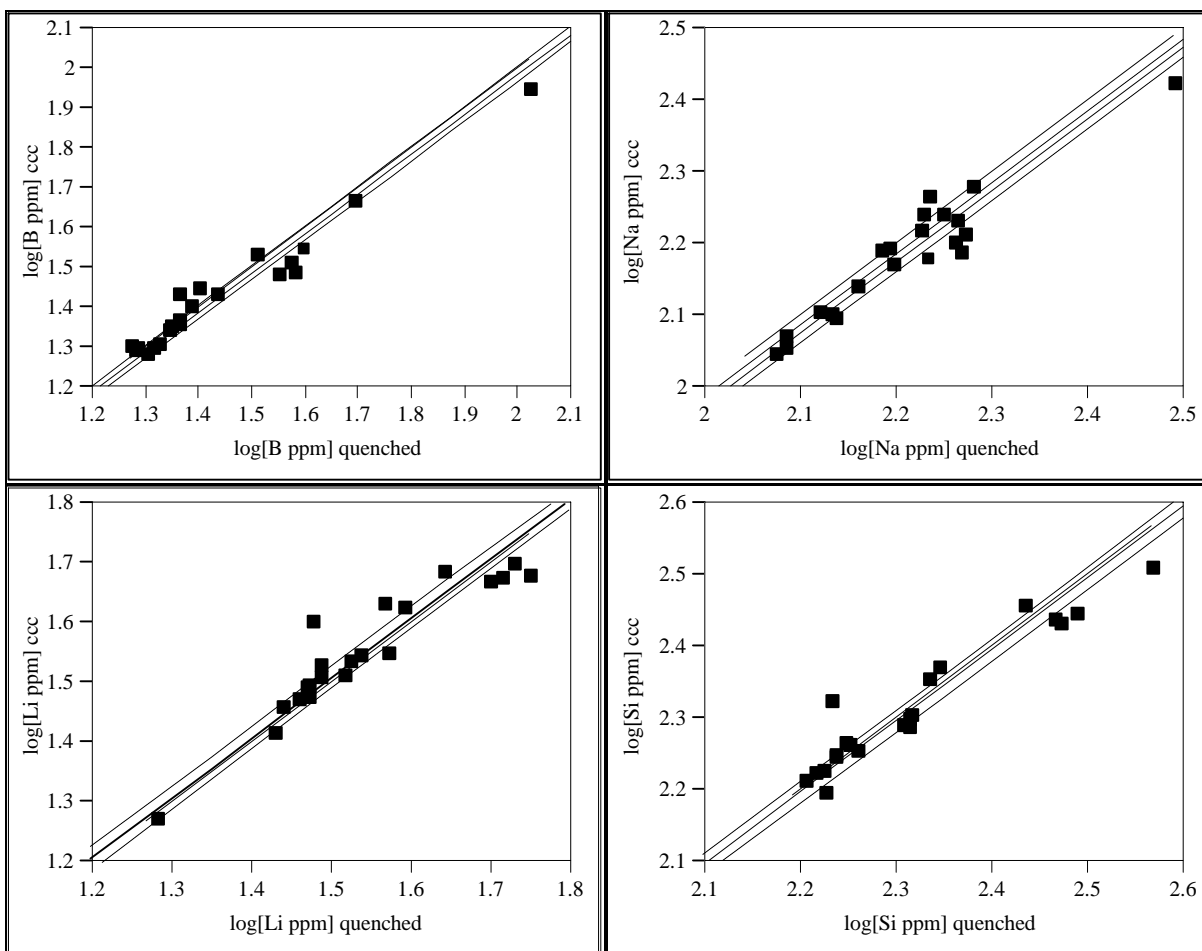 2.1
2
1.9
1.8
1.7
1.6
1.5
1.4
1.3
1.2
log[B ppm] ccc
1.2 1.3 1.4 1.5 1.6 1.7 1.8 1.9 2 2.1
log[B ppm] quenched
2.5
2.4
2.3
2.2
2.1
2
log[Na ppm] ccc
2 2.1 2.2 2.3 2.4 2.5
log[Na ppm] quenched
1.8
1.7
1.6
1.5
1.4
1.3
1.2
log[Li ppm] ccc
1.2 1.3 1.4 1.5 1.6 1.7 1.8
log[Li ppm] quenched
2.6
2.5
2.4
2.3
2.2
2.1
log[Si ppm] ccc
2.1 2.2 2.3 2.4 2.5 2.6
log[Si ppm] quenched